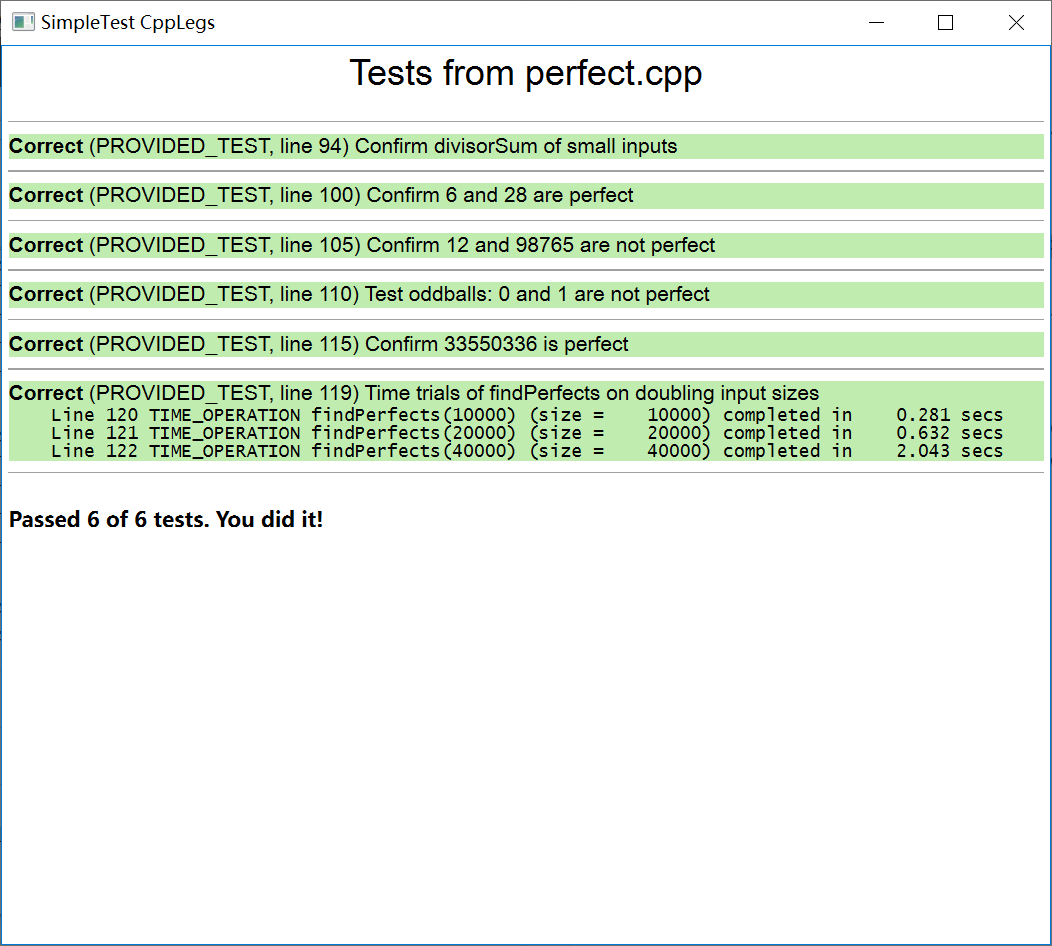 SimpleTest CppLegs
Tests from perfect.cpp
Correct (PROVIDED_TEST, line 94) Confirm divisorSum of small inputs
Correct (PROVIDED_TEST, line 100) Confirm 6 and 28 are perfect
Correct (PROVIDED_TEST, line 105) Confirm 12 and 98765 are not perfect
Correct (PROVIDED_TEST, line 110) Test oddballs: 0 and 1 are not perfect
Correct (PROVIDED_TEST, line 115) Confirm 33550336 is perfect
Correct (PROVIDED_TEST, line 119) Time trials of findPerfects on doubling input sizes
Line 120 TIME_OPERATION findPerfects(10000) (size =    10000) completed in    0.281 secs
Line 121 TIME_OPERATION findPerfects(20000) (size =    20000) completed in    0.632 secs
Line 122 TIME_OPERATION findPerfects(40000) (size =    40000) completed in    2.043 secs
Passed 6 of 6 tests. You did it!